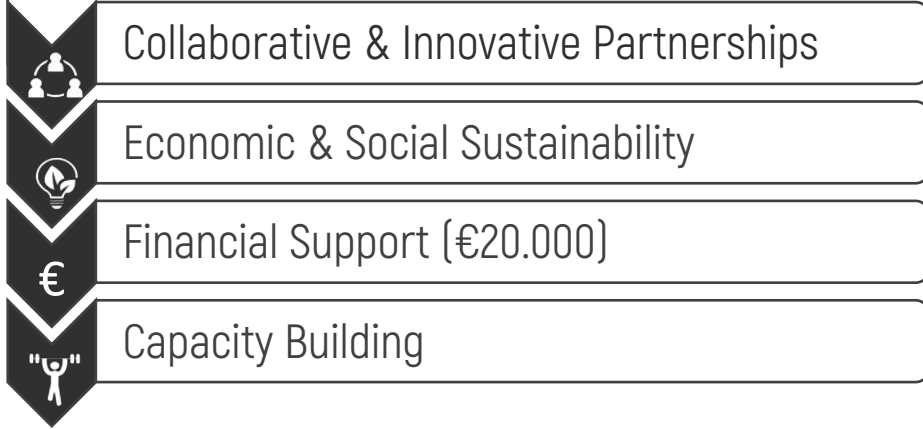 Collaborative & Innovative Partnerships
Economic & Social Sustainability
Financial Support (€20.000)
€
Capacity Building